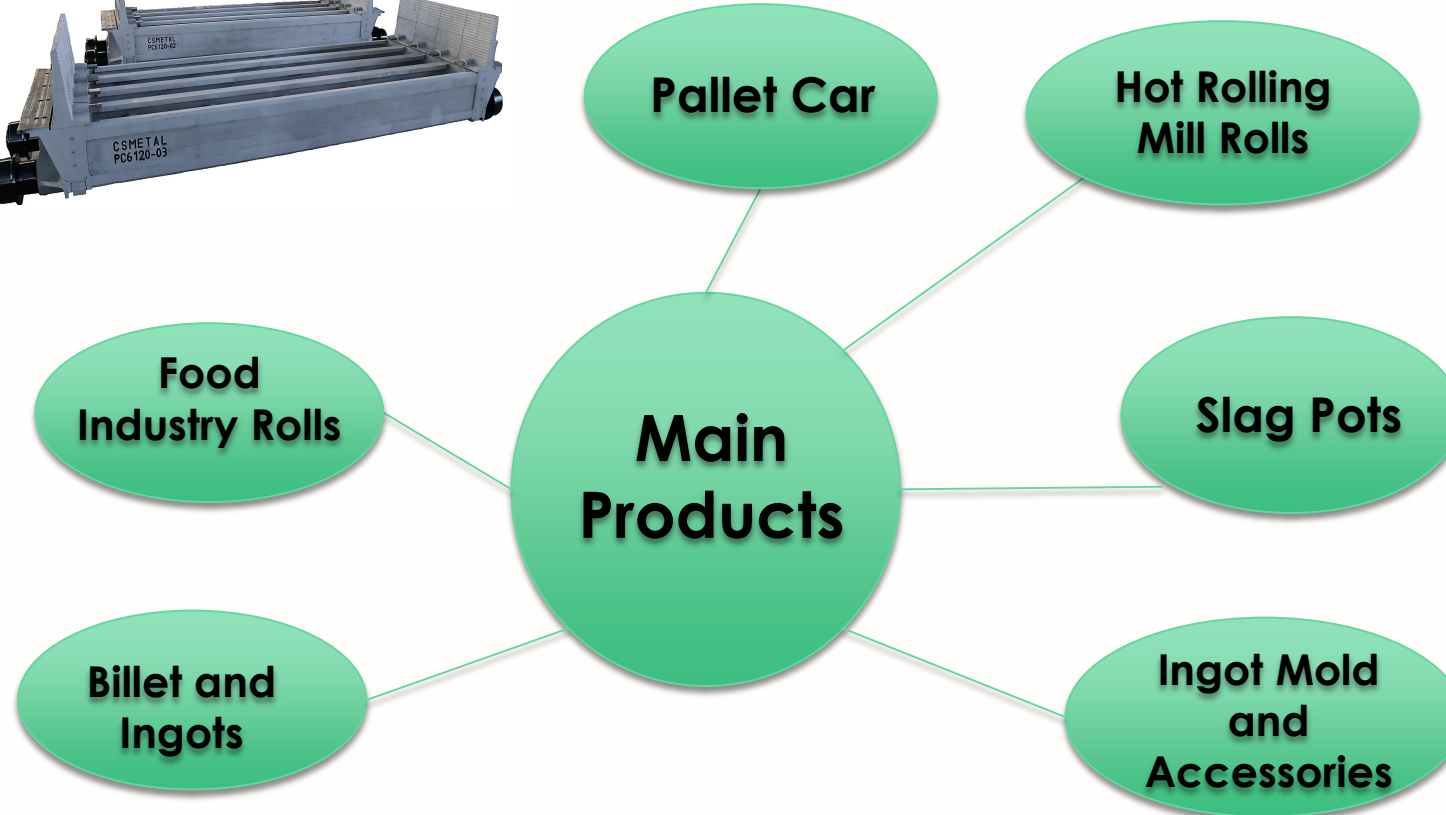 CSMETAL
PC6120-02
CSMETAL
PC6120-03
Pallet Car
Hot Rolling
Mill Rolls
Food
Industry Rolls
Main
Products
Slag Pots
Billet and
Ingots
Ingot Mold
and
Accessories